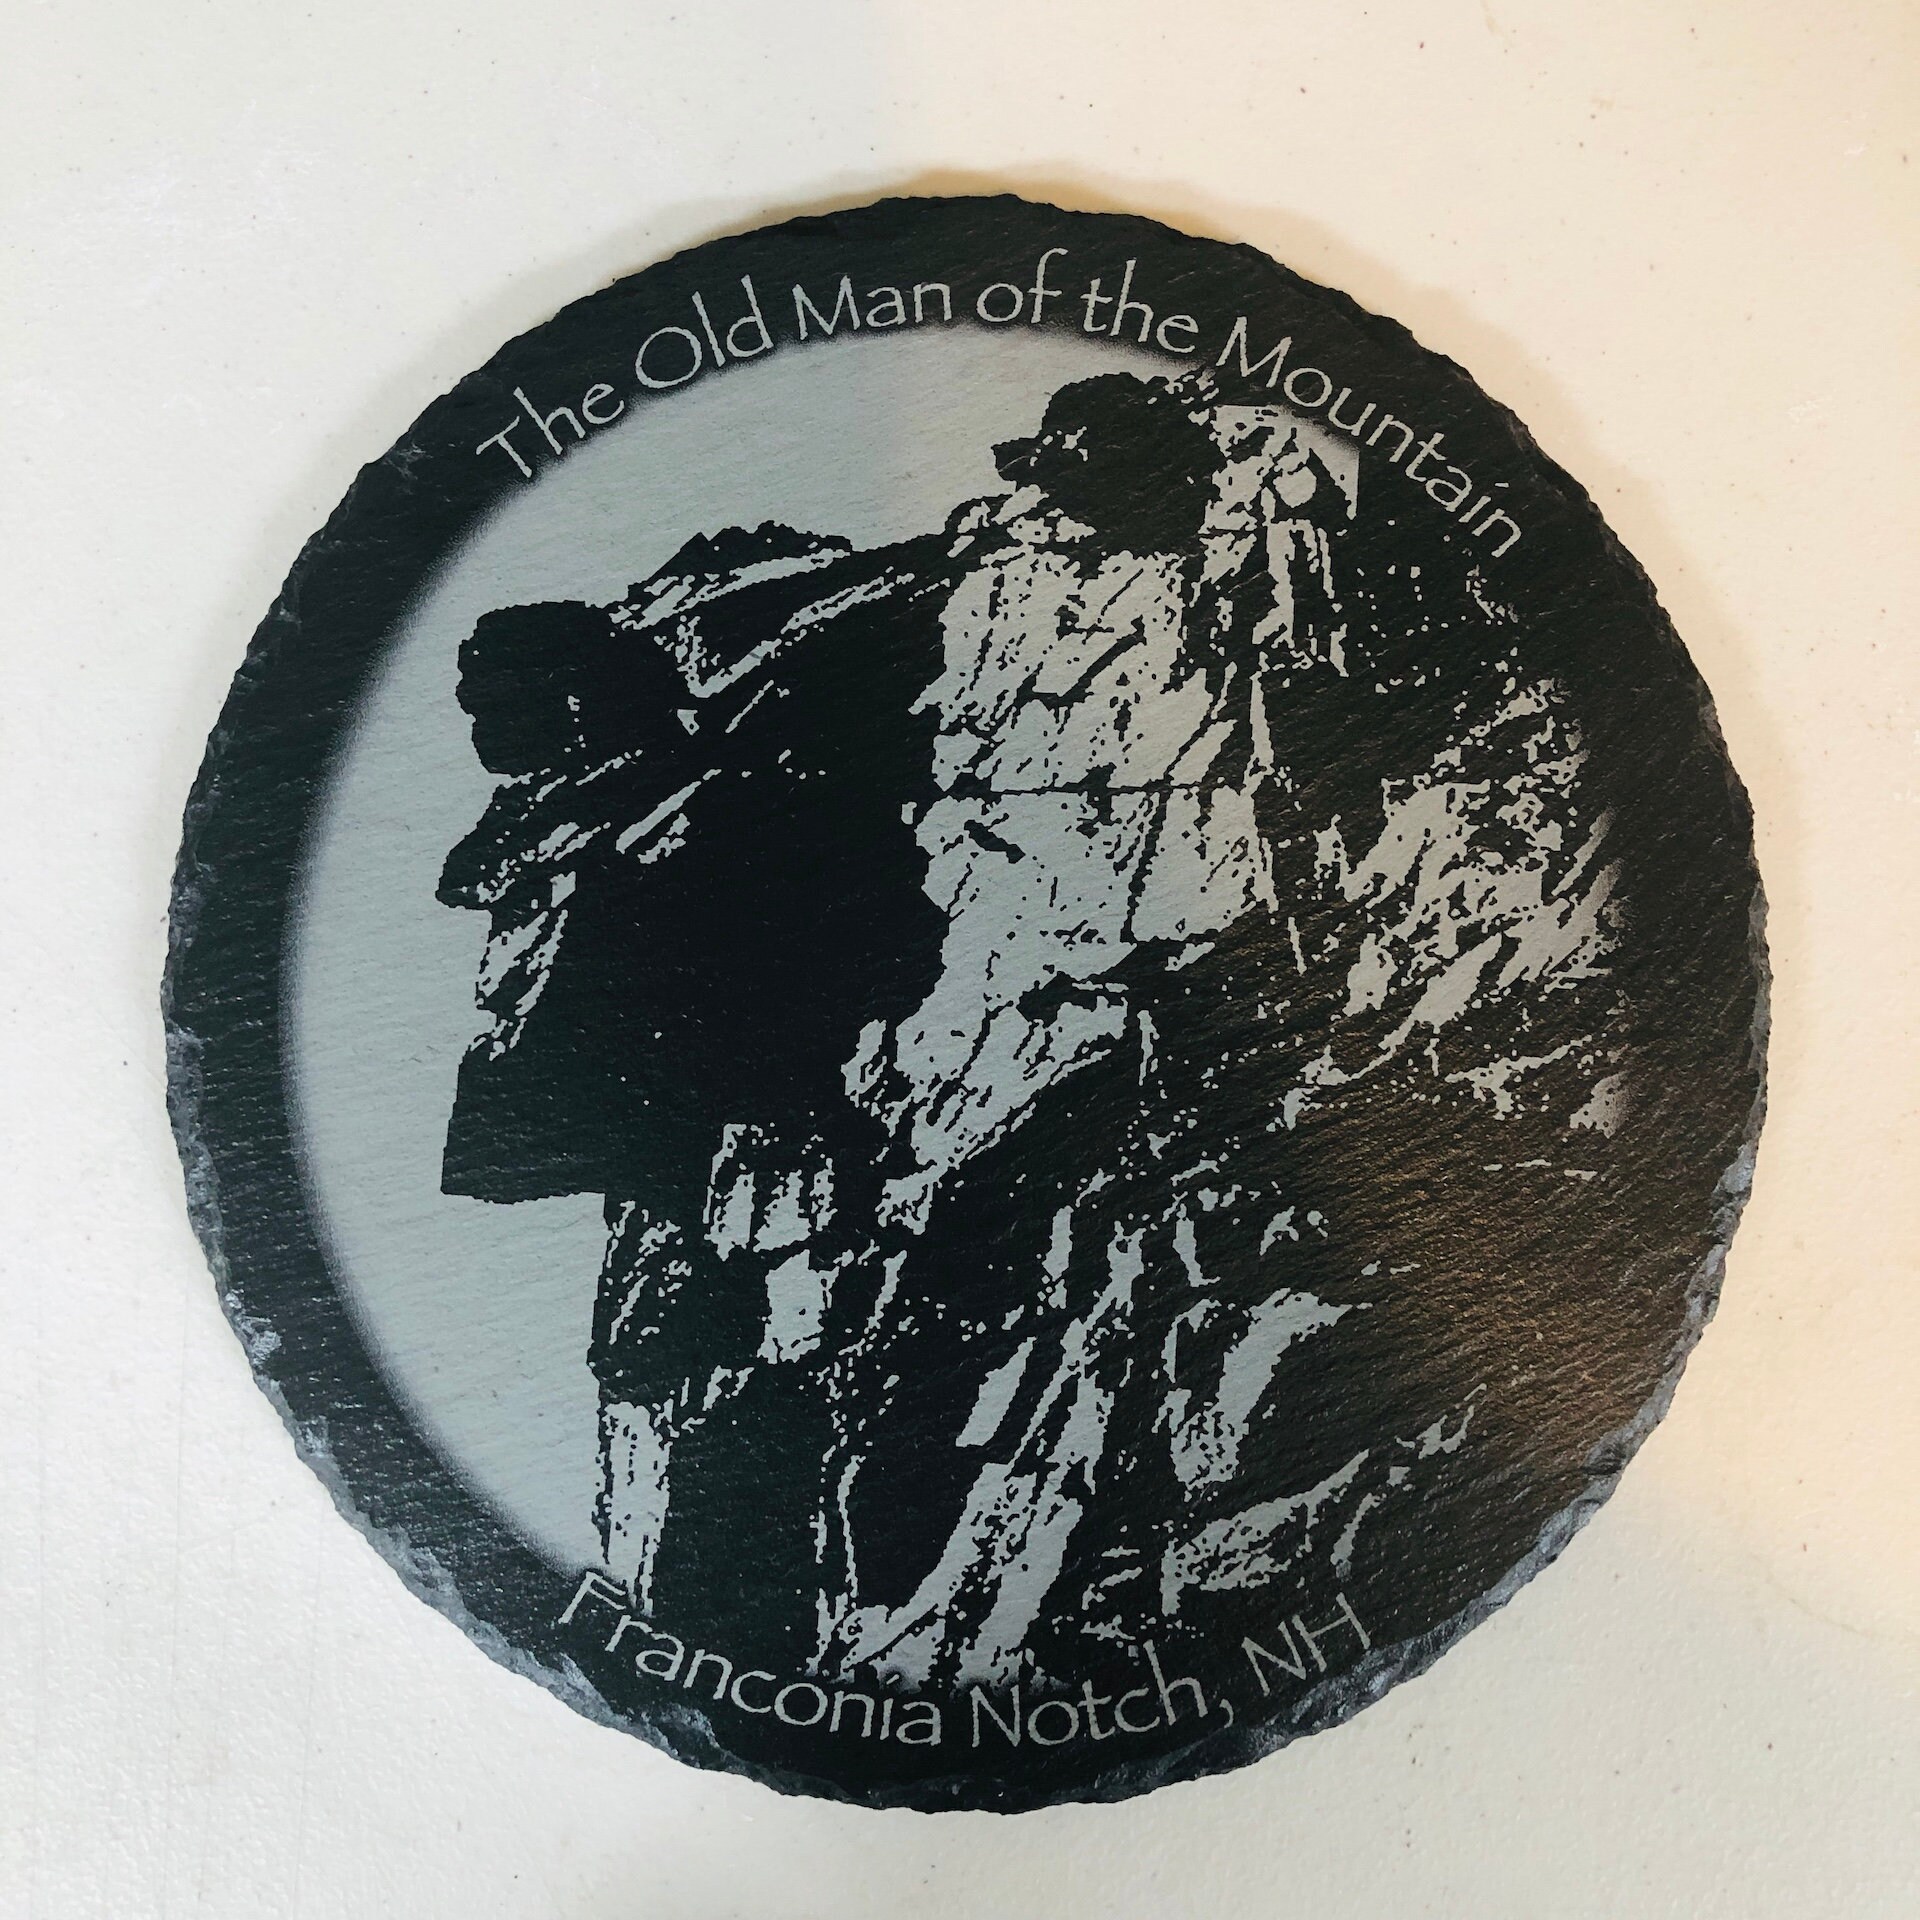 The Old Man of the Mountain
Franconia Notch, NH